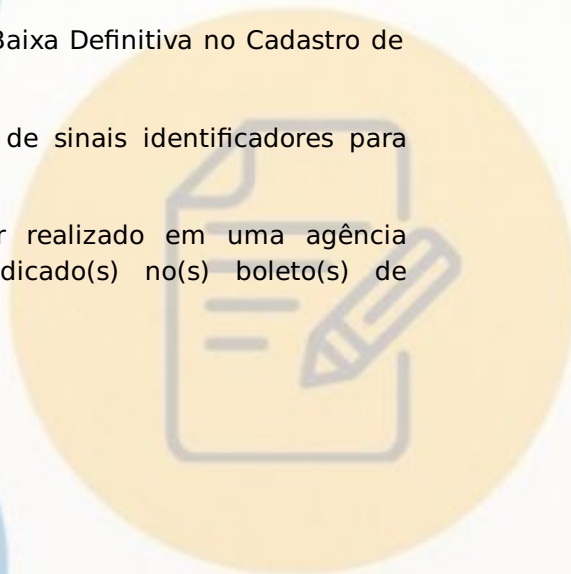 Baixa Definitiva no Cadastro de
de sinais identificadores para
realizado em uma agência
dicado(s) no(s) boleto(s) de